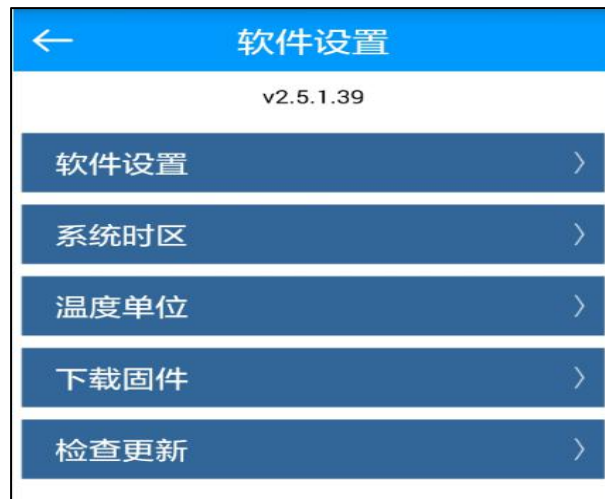 软件设置
v2.5.1.39
软件设置
系统时区
温度单位
下载固件
检查更新